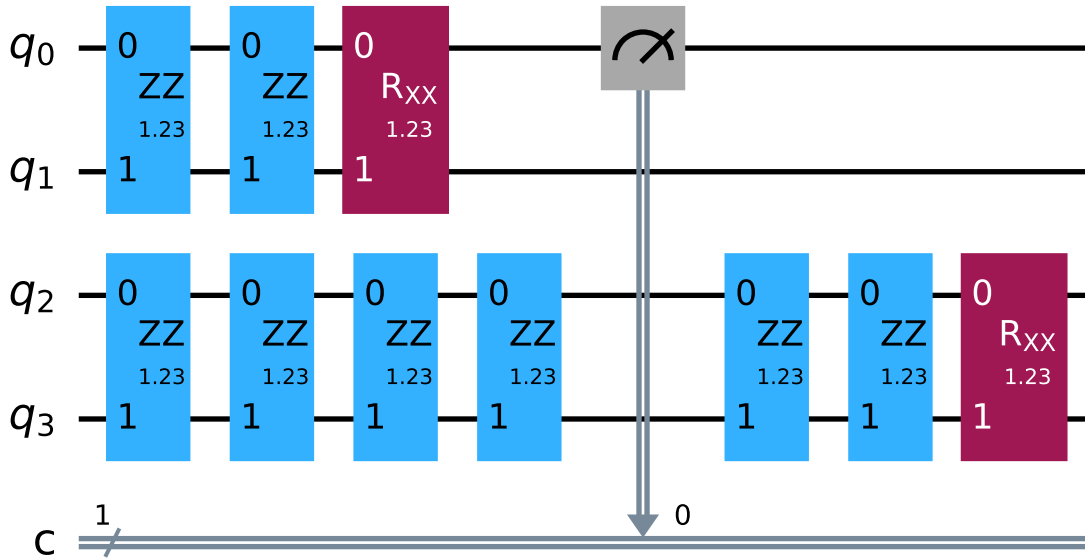 q0 0 0 0
ZZ ZZ RXX
1.23 1.23 1.23
q1 1 1 1
q2 0 0 0 0 0 0 0
ZZ ZZ ZZ ZZ ZZ ZZ RXX
1.23 1.23 1.23 1.23 1.23 1.23 1.23
q3 1 1 1 1 1 1 1
1 0
c